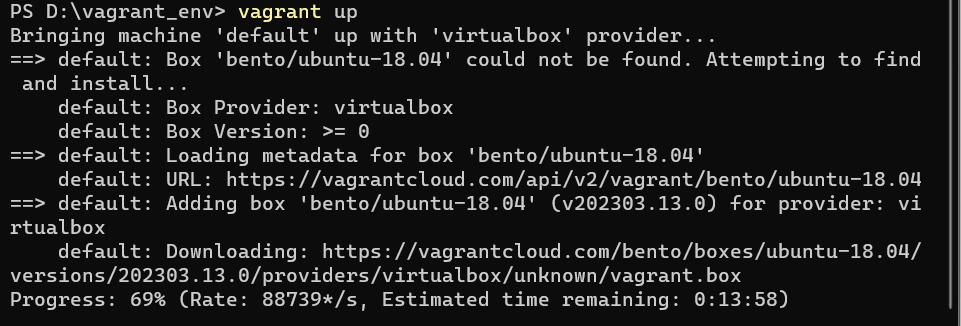 PS D:\vagrant_env> vagrant up
Bringing machine 'default' up with 'virtualbox' provider...
==> default: Box 'bento/ubuntu-18.04' could not be found. Attempting to find
 and install...
    default: Box Provider: virtualbox
    default: Box Version: >= 0
==> default: Loading metadata for box 'bento/ubuntu-18.04'
    default: URL: https://vagrantcloud.com/api/v2/vagrant/bento/ubuntu-18.04
==> default: Adding box 'bento/ubuntu-18.04' (v202303.13.0) for provider: vi
rtualbox
    default: Downloading: https://vagrantcloud.com/bento/boxes/ubuntu-18.04/
versions/202303.13.0/providers/virtualbox/unknown/vagrant.box
Progress: 69% (Rate: 88739*/s, Estimated time remaining: 0:13:58)